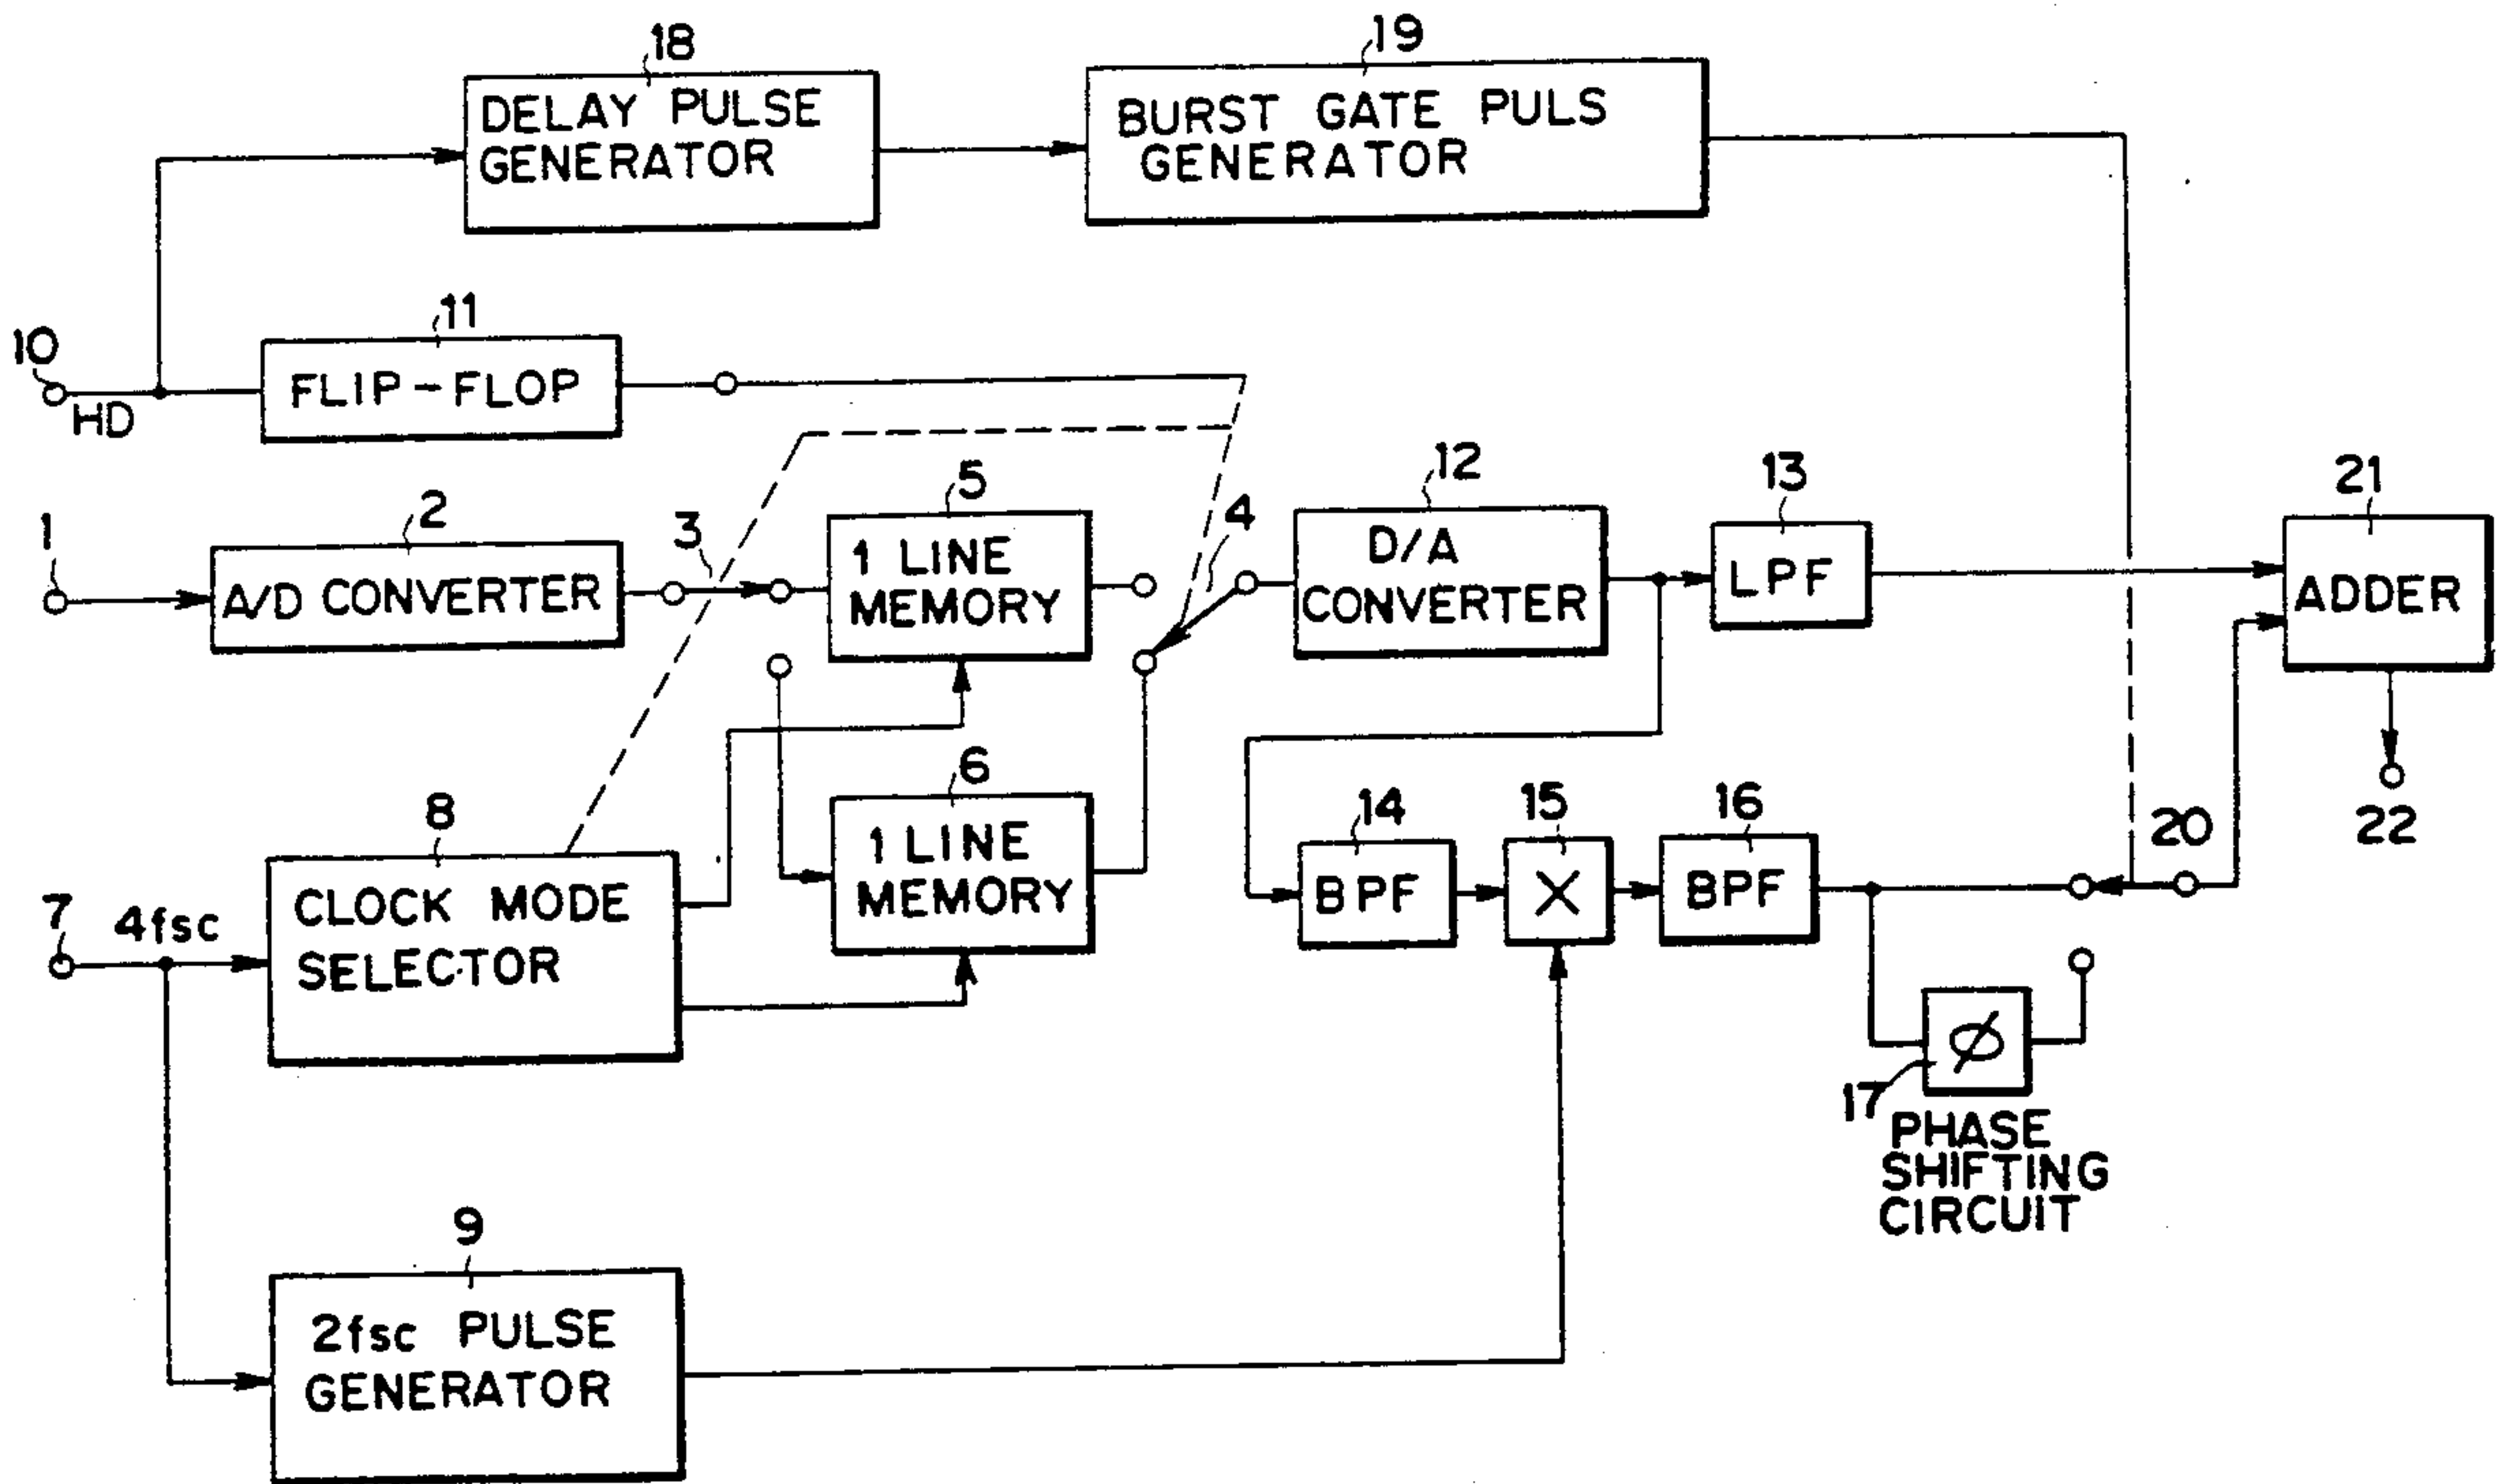 18
DELAY PULSE
GENERATOR
19
BURST GATE PULS
GENERATOR
10
HD
11
FLIP-FLOP
1
2
A/D CONVERTER
3
5
1 LINE
MEMORY
4
12
D/A
CONVERTER
13
LPF
21
ADDER
22
7
4fsc
8
CLOCK MODE
SELECTOR
6
1 LINE
MEMORY
14
BPF
15
X
16
BPF
20
17
φ
PHASE
SHIFTING
CIRCUIT
9
2fsc PULSE
GENERATOR